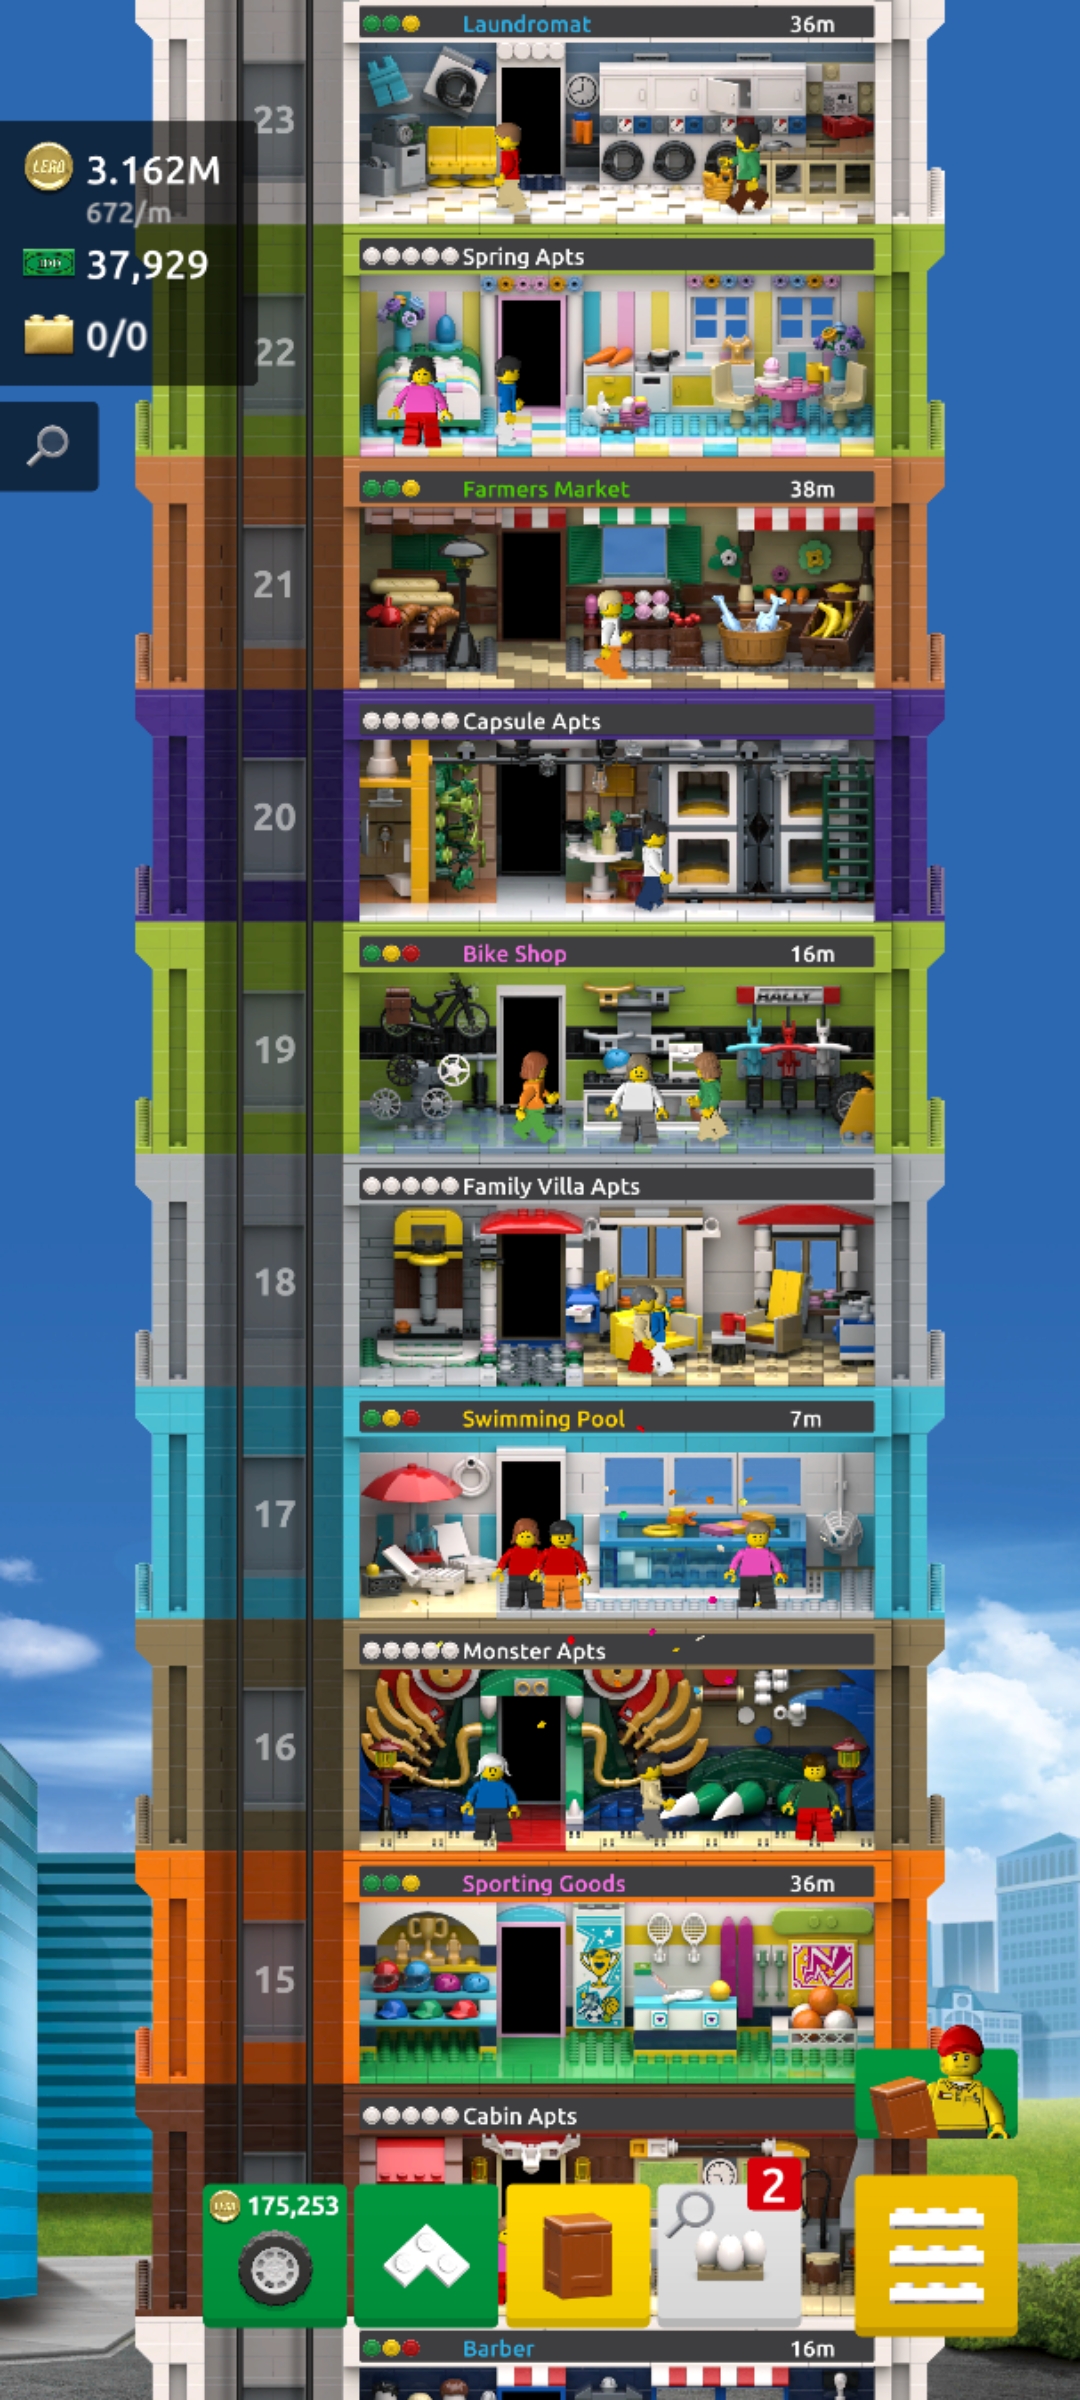 Laundromat 36m
23
LEGO 3.162M
672/m
37,929
0/0
Spring Apts
22
Farmers Market 38m
21
Capsule Apts
20
Bike Shop 16m
RALLY
19
Family Villa Apts
18
Swimming Pool 7m
17
Monster Apts
16
Sporting Goods 36m
N
15
Cabin Apts
2
175,253
Barber 16m